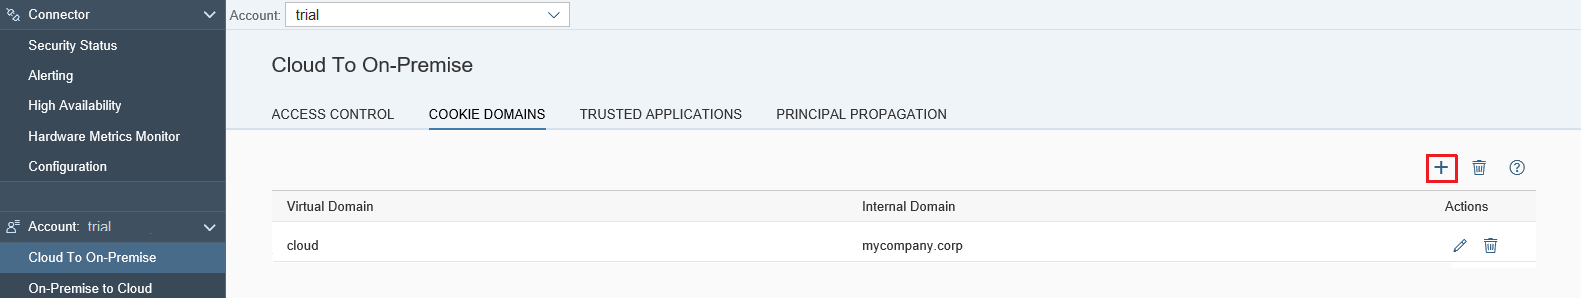 Connector
Security Status
Alerting
High Availability
Hardware Metrics Monitor
Configuration
Account: trial
Cloud To On-Premise
On-Premise to Cloud
Account: trial
Cloud To On-Premise
ACCESS CONTROL COOKIE DOMAINS TRUSTED APPLICATIONS PRINCIPAL PROPAGATION
Virtual Domain Internal Domain Actions
cloud mycompany.corp